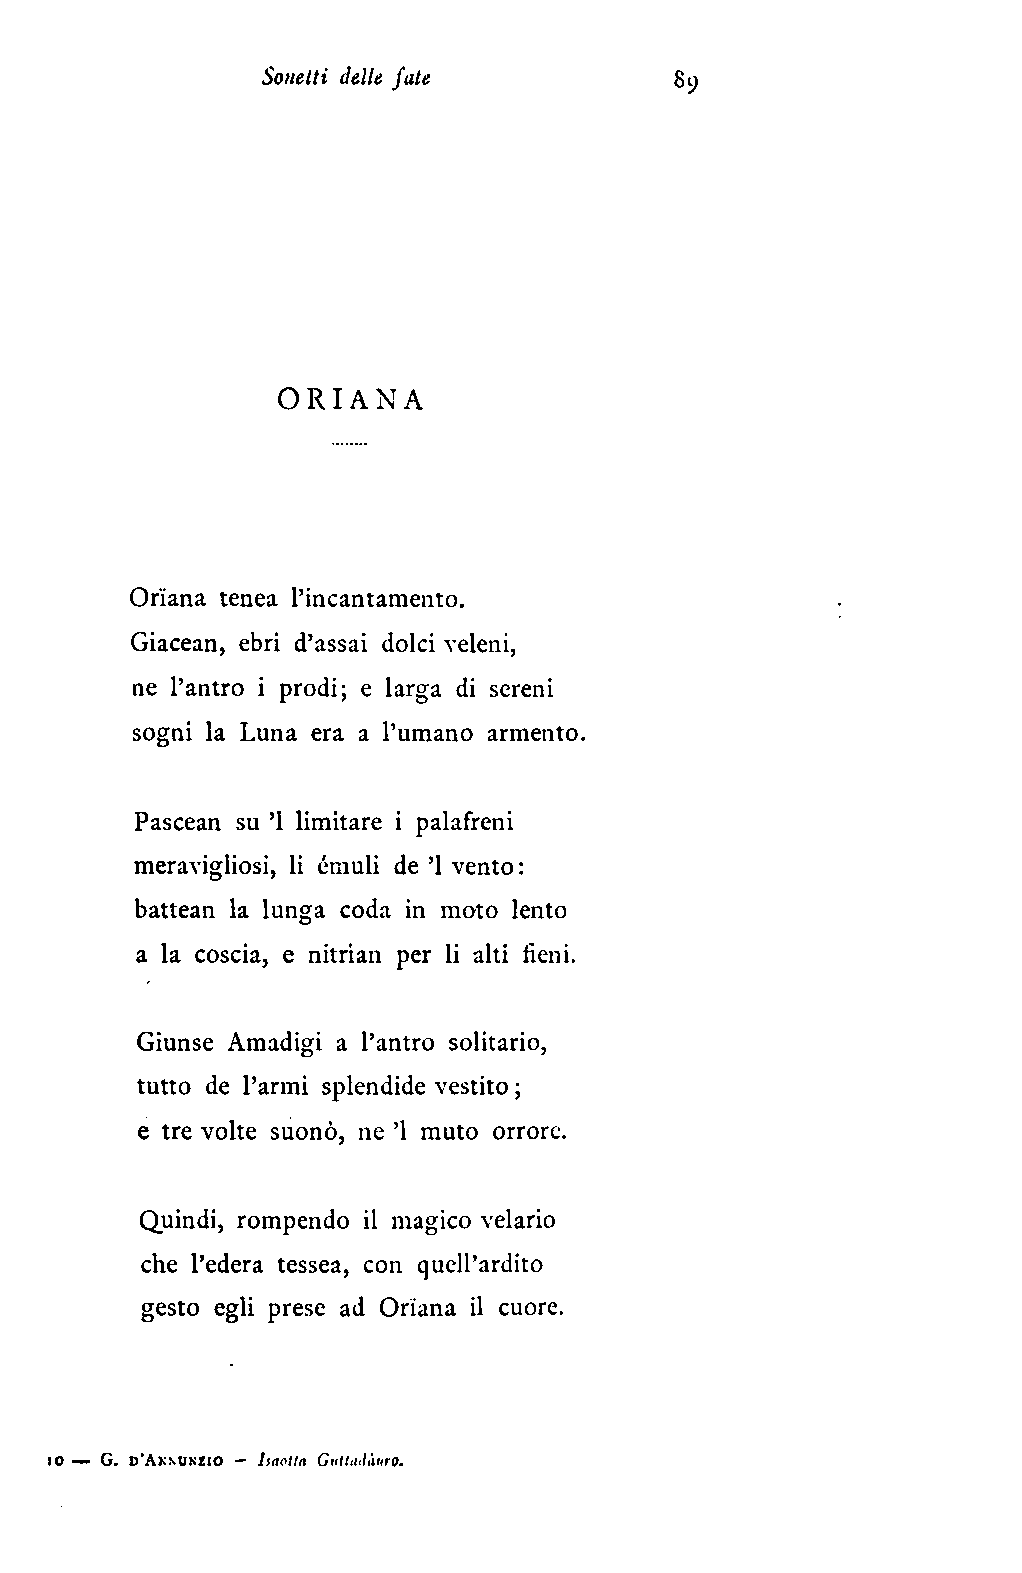 Sonetti delle fate 89
ORIANA
Orïana tenea l'incantamento.
Giacean, ebri d'assai dolci veleni,
ne l'antro i prodi; e larga di sereni
sogni la Luna era a l'umano armento.
Pascean su 'l limitare i palafreni
meravigliosi, li émuli de 'l vento:
battean la lunga coda in moto lento
a la coscia, e nitrian per li alti fieni.
Giunse Amadigi a l'antro solitario,
tutto de l'armi splendide vestito;
e tre volte suonò, ne 'l muto orrore.
Quindi, rompendo il magico velario
che l'edera tessea, con quell'ardito
gesto egli prese ad Orïana il cuore.
10 — G. D'ANNUNZIO — Isaotta Guttadàuro.